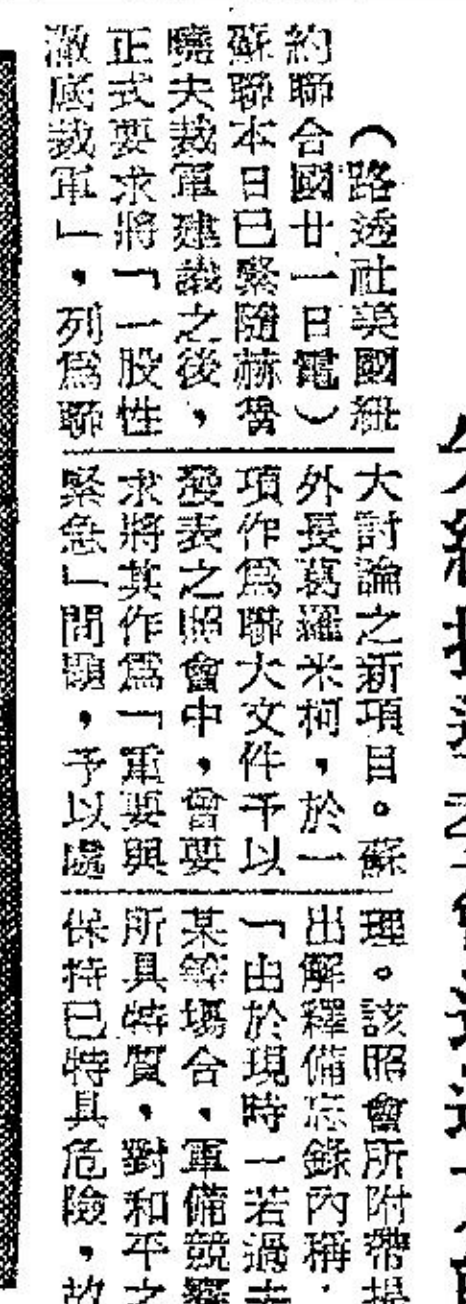 （路透社美國紐
約聯合國廿一日電）
蘇聯本日已緊隨赫魯
曉夫裁軍建議之後，
正式要求將「一般性
澈底裁軍」，列爲聯
大討論之新項目。蘇
外長葛羅米柯，於一
項作爲聯大文件予以
發表之照會中，曾要
求將其作爲「重要與
緊急」問題，予以處
理。該照會所附帶提
出解釋備忘錄內稱，
「由於現時一若過去
某等場合，軍備競賽
所具特質，對和平之
保持已特具危險，故